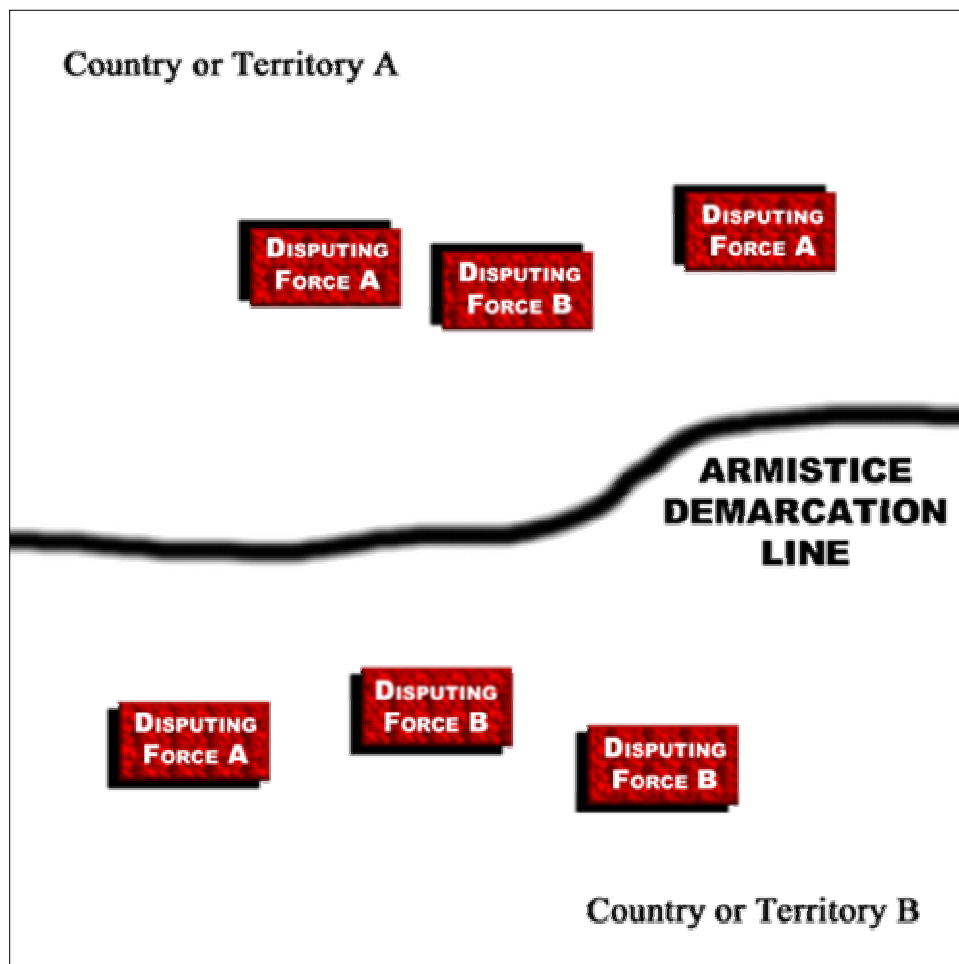 Country or Territory A
DISPUTING
FORCE A
DISPUTING
FORCE B
DISPUTING
FORCE A
ARMISTICE
DEMARCATION
LINE
DISPUTING
FORCE A
DISPUTING
FORCE B
DISPUTING
FORCE B
Country or Territory B